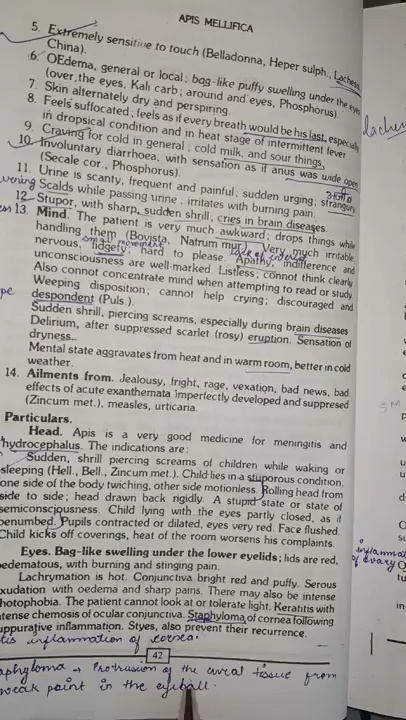 APIS MELLIFICA
5. Extremely sensitive to touch (Belladonna, Heper sulph., Lachesis,
China).
6. OEdema, general or local; bag-like puffy swelling under the eyes
(over, the eyes, Kali carb; around and eyes, Phosphorus).
7. Skin alternately dry and perspiring.
8. Feels suffocated; feels as if every breath would be his last, especially
in dropsical condition and in heat stage of intermittent fever
9. Craving for cold in general; cold milk, and sour things,
10. Involuntary diarrhoea, with sensation as if anus was wide open
(Secale cor., Phosphorus).
11. Urine is scanty, frequent and painful; sudden urging; strangury
Scalds while passing urine, irritates with burning pain.
12. Stupor, with sharp, sudden shrill; cries in brain diseases.
13. Mind. The patient is very much awkward; drops things while
handling them (Bovista, Natrum mur). Very much irritable
small movement
lack of interest
nervous, fidgety; hard to please. Apathy, indifference and
unconsciousness are well-marked. Listless; connot think clearly
Also connot concentrate mind when attempting to read or study.
Weeping disposition; cannot help crying; discouraged and
despondent (Puls.)
Sudden shrill, piercing screams, especially during brain diseases
Delirium, after suppressed scarlet (rosy) eruption. Sensation of
dryness..
Mental state aggravates from heat and in warm room, better in cold
weather.
14. Ailments from. Jealousy, fright, rage, vexation, bad news, bad
effects of acute exanthemata imperfectly developed and suppresed
(Zincum met.), measles, urticaria.
Particulars.
Head. Apis is a very good medicine for meningitis and
hydrocephalus. The indications are:
Sudden, shrill piercing screams of children while waking or
sleeping (Hell., Bell., Zincum met.). Child lies in a stuporous condition.
one side of the body twiching, other side motionless. Rolling head from
side to side; head drawn back rigidly. A stupid state or state of
semiconsciousness. Child lying with the eyes partly closed, as if
benumbed. Pupils contracted or dilated, eyes very red. Face flushed.
Child kicks off coverings, heat of the room worsens his complaints.
Eyes. Bag-like swelling under the lower eyelids; lids are red,
oedematous, with burning and stinging pain.
Lachrymation is hot. Conjunctiva bright red and puffy. Serous
exudation with oedema and sharp pains. There may also be intense
photophobia. The patient cannot look at or tolerate light. Keratitis with
intense chemosis of ocular conjunctiva. Staphyloma of cornea following
suppurative inflammation. Styes, also prevent their recurrence.
inflammation of cornea
42
staphyloma → Protrusion of the uveal tissue from
weak point in the eyeball.